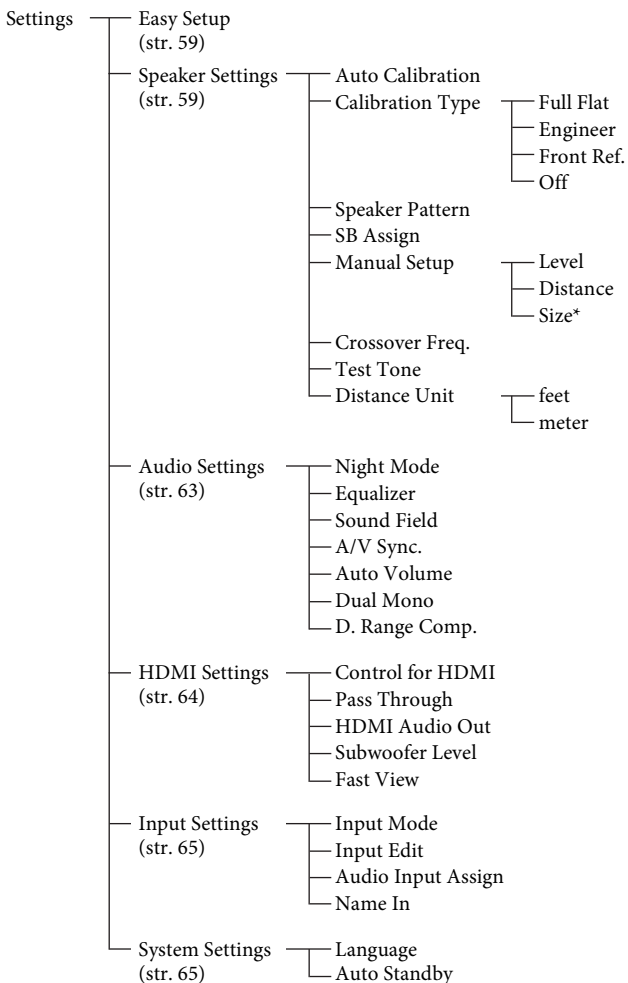 Settings
Easy Setup
(str. 59)
Speaker Settings
(str. 59)
Auto Calibration
Calibration Type
Full Flat
Engineer
Front Ref.
Off
Speaker Pattern
SB Assign
Manual Setup
Level
Distance
Size*
Crossover Freq.
Test Tone
Distance Unit
feet
meter
Audio Settings
(str. 63)
Night Mode
Equalizer
Sound Field
A/V Sync.
Auto Volume
Dual Mono
D. Range Comp.
HDMI Settings
(str. 64)
Control for HDMI
Pass Through
HDMI Audio Out
Subwoofer Level
Fast View
Input Settings
(str. 65)
Input Mode
Input Edit
Audio Input Assign
Name In
System Settings
(str. 65)
Language
Auto Standby